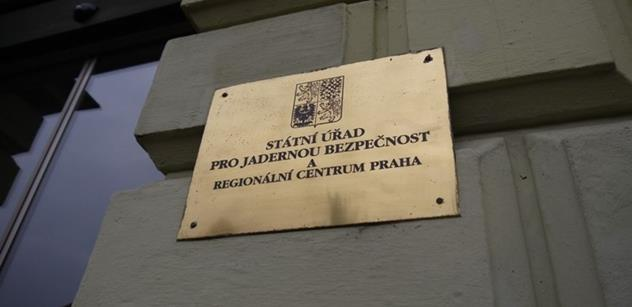 STÁTNÍ ÚŘAD
PRO JADERNOU BEZPEČNOST
A
REGIONÁLNÍ CENTRUM PRAHA